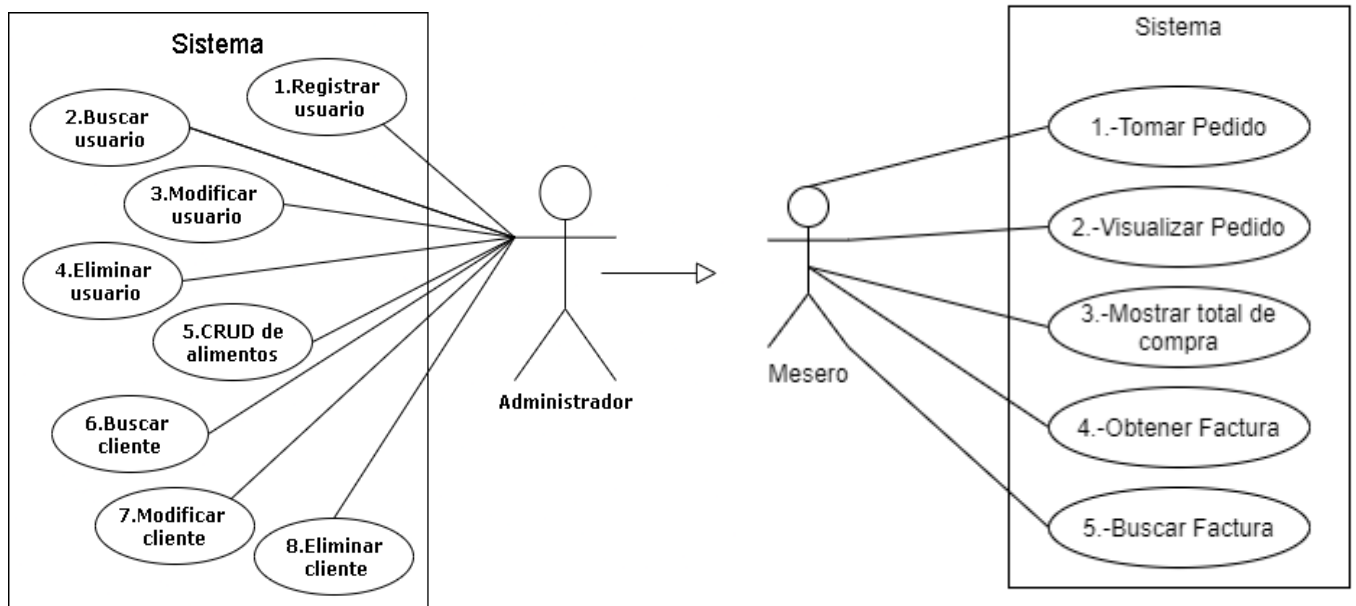 Sistema
1.Registrar
usuario
2.Buscar
usuario
3.Modificar
usuario
4.Eliminar
usuario
5.CRUD de
alimentos
6.Buscar
cliente
7.Modificar
cliente
8.Eliminar
cliente
Administrador
Mesero
Sistema
1.-Tomar Pedido
2.-Visualizar Pedido
3.-Mostrar total de
compra
4.-Obtener Factura
5.-Buscar Factura